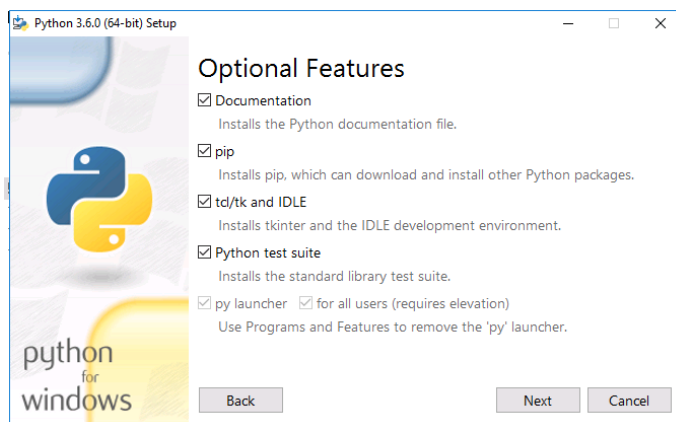 Python 3.6.0 (64-bit) Setup
Optional Features
Documentation
Installs the Python documentation file.
pip
Installs pip, which can download and install other Python packages.
tcl/tk and IDLE
Installs tkinter and the IDLE development environment.
Python test suite
Installs the standard library test suite.
py launcher for all users (requires elevation)
Use Programs and Features to remove the 'py' launcher.
python
for
windows
Back Next Cancel